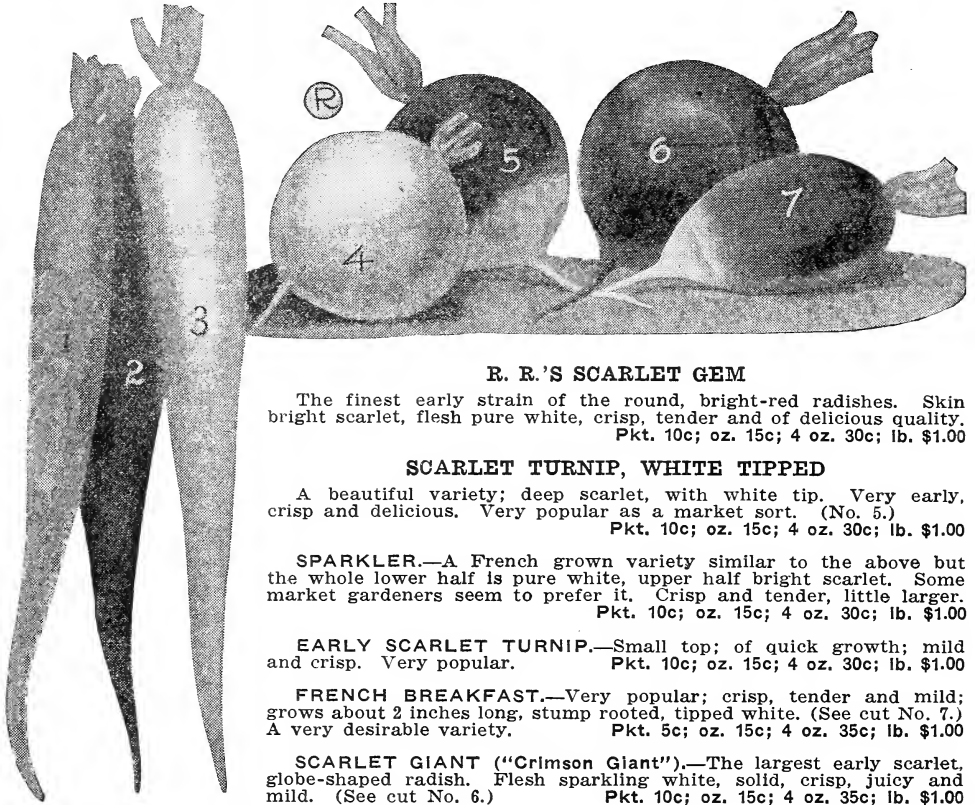 R
1
2
3
4
5
6
7
R. R.'S SCARLET GEM
The finest early strain of the round, bright-red radishes. Skin
bright scarlet, flesh pure white, crisp, tender and of delicious quality.
Pkt. 10c; oz. 15c; 4 oz. 30c; lb. $1.00
SCARLET TURNIP, WHITE TIPPED
A beautiful variety; deep scarlet, with white tip. Very early,
crisp and delicious. Very popular as a market sort. (No. 5.)
Pkt. 10c; oz. 15c; 4 oz. 30c; lb. $1.00
SPARKLER.—A French grown variety similar to the above but
the whole lower half is pure white, upper half bright scarlet. Some
market gardeners seem to prefer it. Crisp and tender, little larger.
Pkt. 10c; oz. 15c; 4 oz. 30c; lb. $1.00
EARLY SCARLET TURNIP.—Small top; of quick growth; mild
and crisp. Very popular. Pkt. 10c; oz. 15c; 4 oz. 30c; lb. $1.00
FRENCH BREAKFAST.—Very popular; crisp, tender and mild;
grows about 2 inches long, stump rooted, tipped white. (See cut No. 7.)
A very desirable variety. Pkt. 5c; oz. 15c; 4 oz. 35c; lb. $1.00
SCARLET GIANT ("Crimson Giant").—The largest early scarlet,
globe-shaped radish. Flesh sparkling white, solid, crisp, juicy and
mild. (See cut No. 6.) Pkt. 10c; oz. 15c; 4 oz. 35c; lb. $1.00